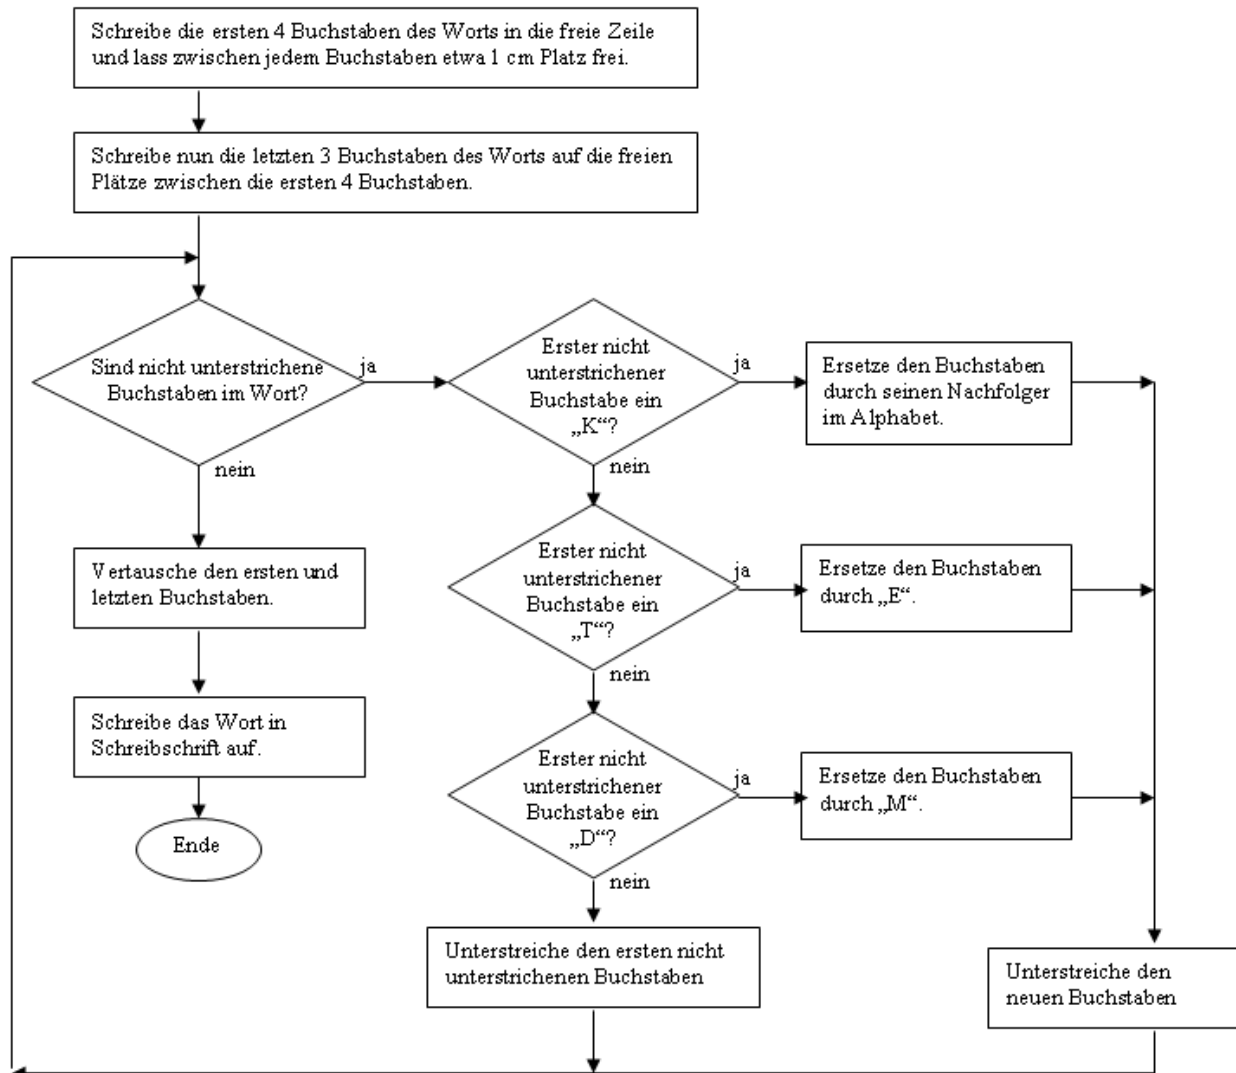 Schreibe die ersten 4 Buchstaben des Worts in die freie Zeile
und lass zwischen jedem Buchstaben etwa 1 cm Platz frei.
Schreibe nun die letzten 3 Buchstaben des Worts auf die freien
Plätze zwischen die ersten 4 Buchstaben.
Sind nicht unterstrichene
Buchstaben im Wort?
ja
nein
Erster nicht
unterstrichener
Buchstabe ein
„K“?
ja
nein
Ersetze den Buchstaben
durch seinen Nachfolger
im Alphabet.
Vertausche den ersten und
letzten Buchstaben.
Erster nicht
unterstrichener
Buchstabe ein
„T“?
ja
nein
Ersetze den Buchstaben
durch „E“.
Schreibe das Wort in
Schreibschrift auf.
Erster nicht
unterstrichener
Buchstabe ein
„D“?
ja
nein
Ersetze den Buchstaben
durch „M“.
Ende
Unterstreiche den ersten nicht
unterstrichenen Buchstaben
Unterstreiche den
neuen Buchstaben